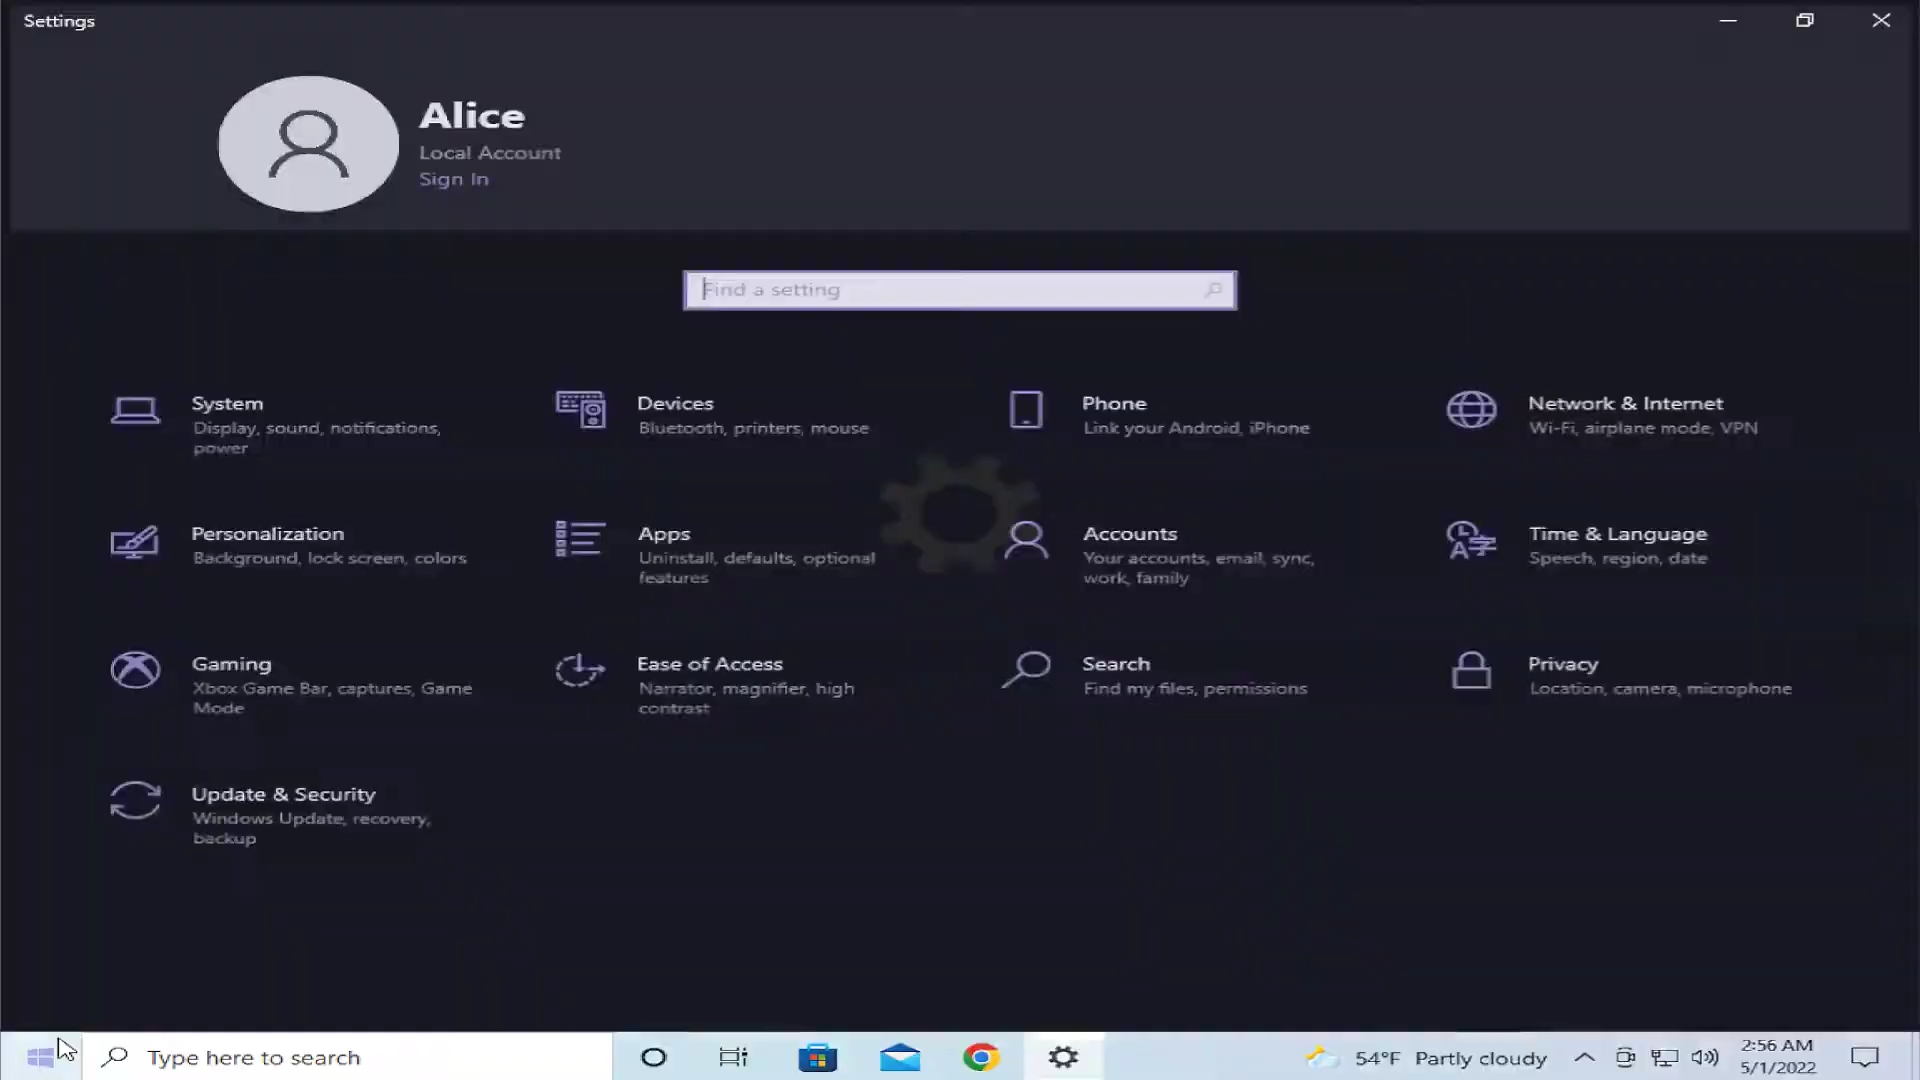 Settings
Alice
Local Account
Sign In
Find a setting
System
Display, sound, notifications,
power
Devices
Bluetooth, printers, mouse
Phone
Link your Android, iPhone
Network & Internet
Wi-Fi, airplane mode, VPN
Personalization
Background, lock screen, colors
Apps
Uninstall, defaults, optional
features
Accounts
Your accounts, email, sync,
work, family
Time & Language
Speech, region, date
Gaming
Xbox Game Bar, captures, Game
Mode
Ease of Access
Narrator, magnifier, high
contrast
Search
Find my files, permissions
Privacy
Location, camera, microphone
Update & Security
Windows Update, recovery,
backup
Type here to search
54°F Partly cloudy
2:56 AM
5/1/2022